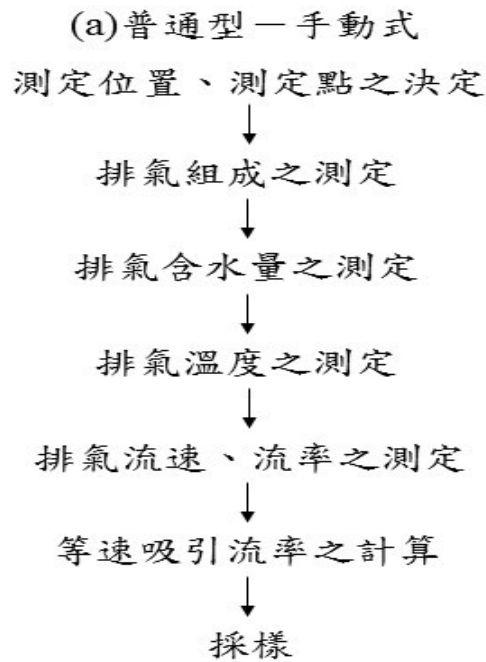 (a)普通型－手動式
測定位置、測定點之決定
排氣組成之測定
排氣含水量之測定
排氣溫度之測定
排氣流速、流率之測定
等速吸引流率之計算
採樣